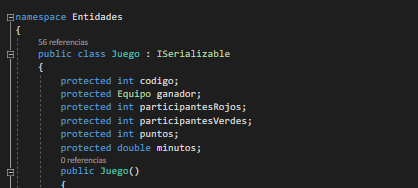 namespace Entidades
{
56 referencias
public class Juego : ISerializable
{
protected int codigo;
protected Equipo ganador;
protected int participantesRojos;
protected int participantesVerdes;
protected int puntos;
protected double minutos;
0 referencias
public Juego()
{